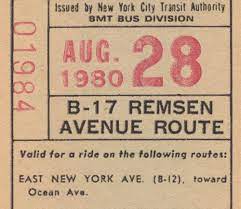 Issued by New York City Transit Authority
BMT BUS DIVISION
01984
AUG. 28
1980
B-17 REMSEN
AVENUE ROUTE
Valid for a ride on the following routes:
EAST NEW YORK AVE. (B-12), toward
Ocean Ave.